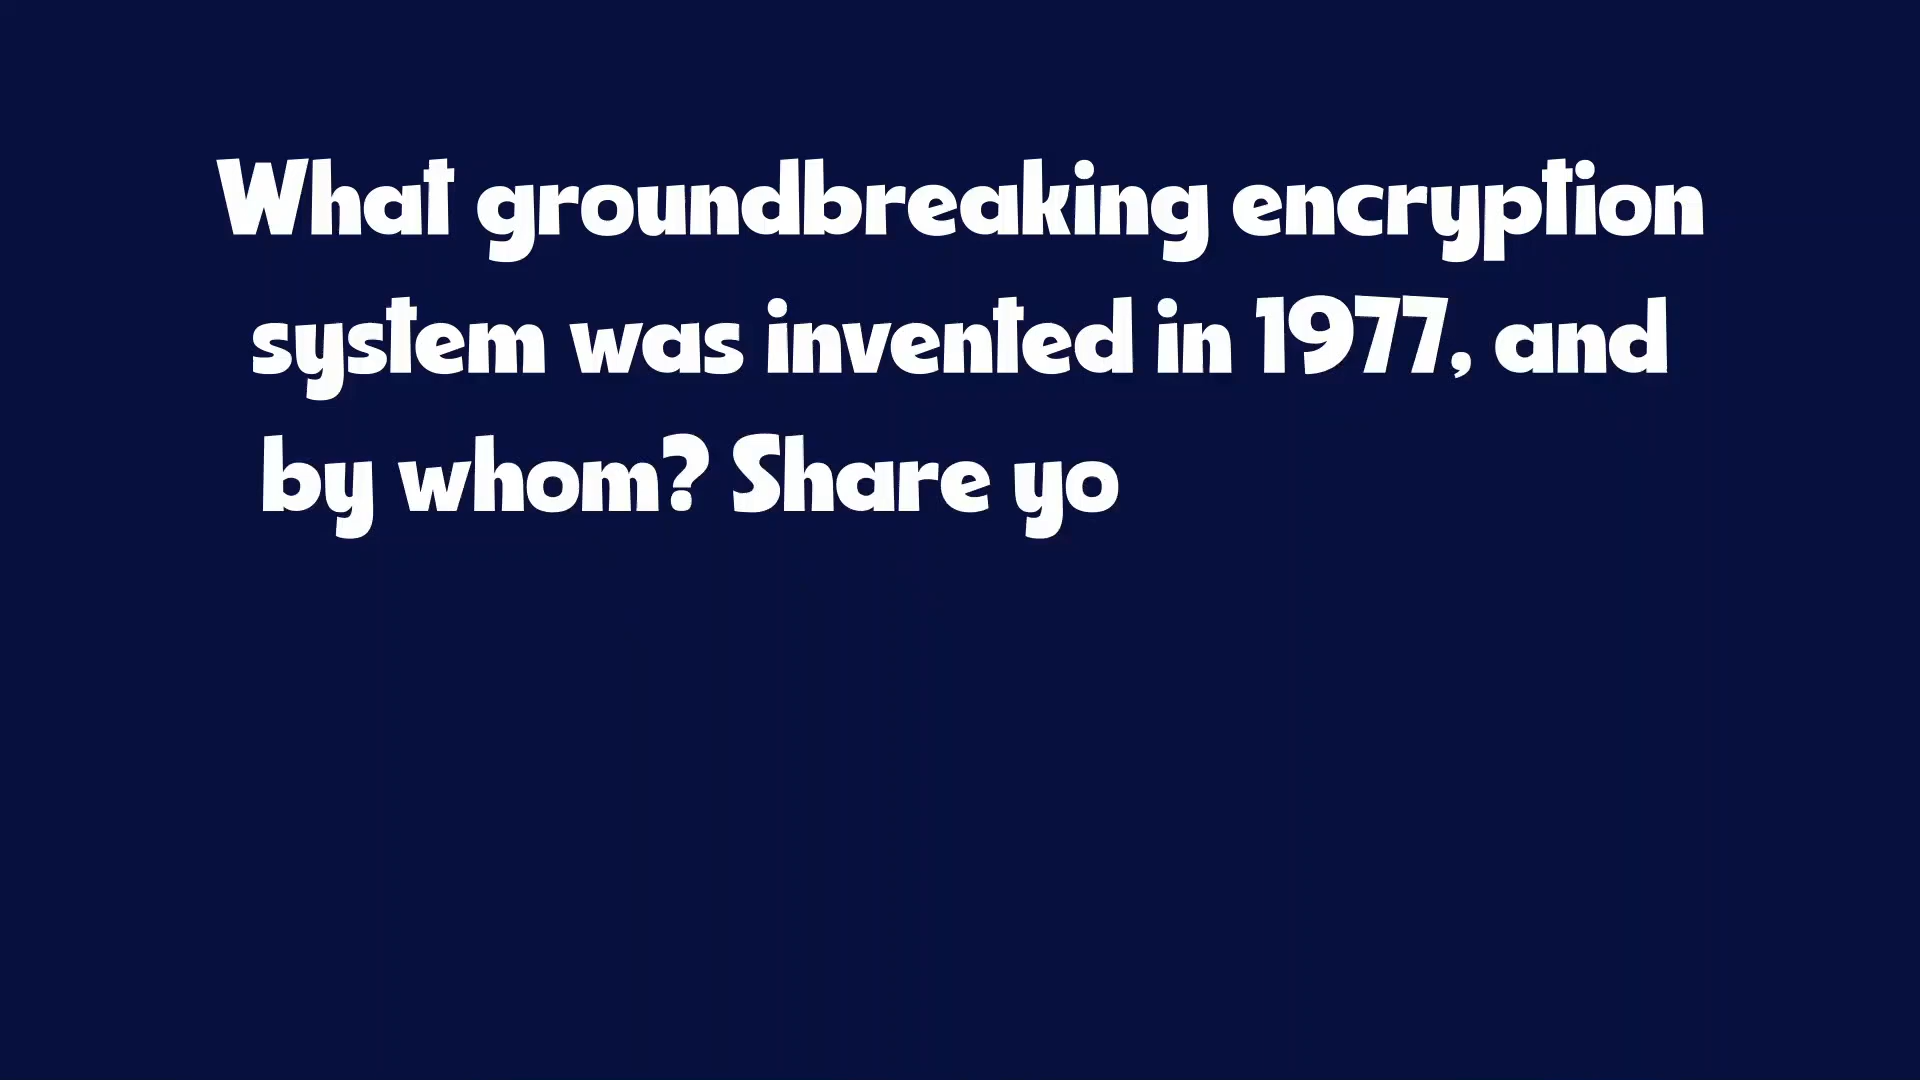 What groundbreaking encryption
system was invented in 1977, and
by whom? Share yo